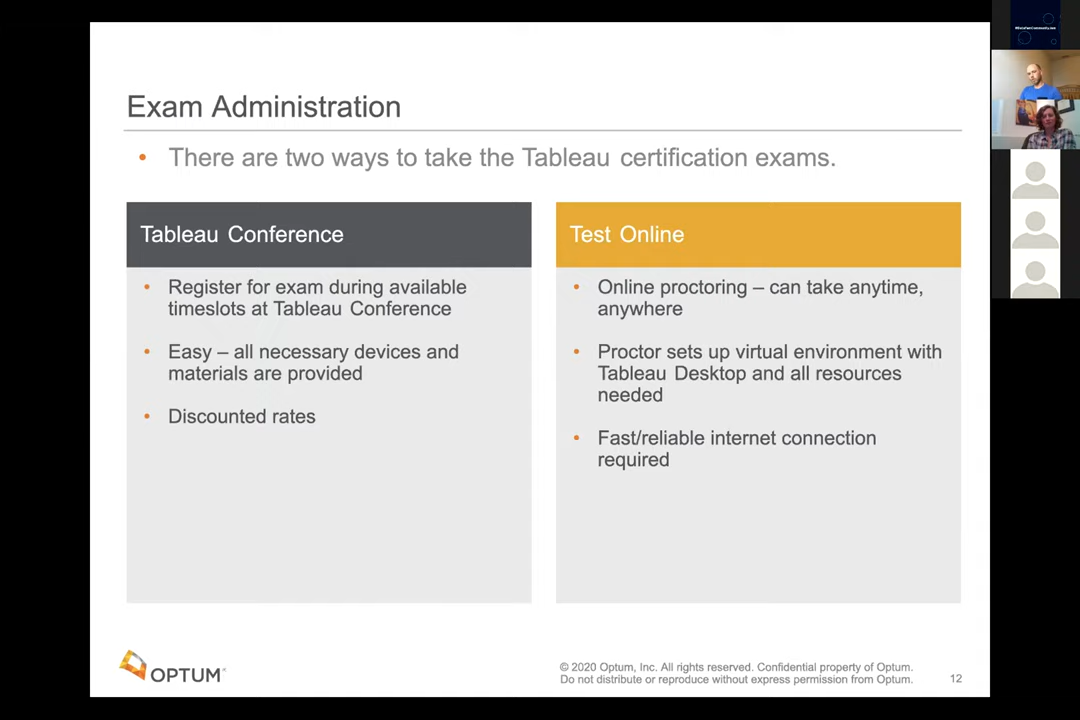 Exam Administration
• There are two ways to take the Tableau certification exams.
Tableau Conference
• Register for exam during available
timeslots at Tableau Conference
• Easy – all necessary devices and
materials are provided
• Discounted rates
Test Online
• Online proctoring – can take anytime,
anywhere
• Proctor sets up virtual environment with
Tableau Desktop and all resources
needed
• Fast/reliable internet connection
required
OPTUM
© 2020 Optum, Inc. All rights reserved. Confidential property of Optum.
Do not distribute or reproduce without express permission from Optum.
12